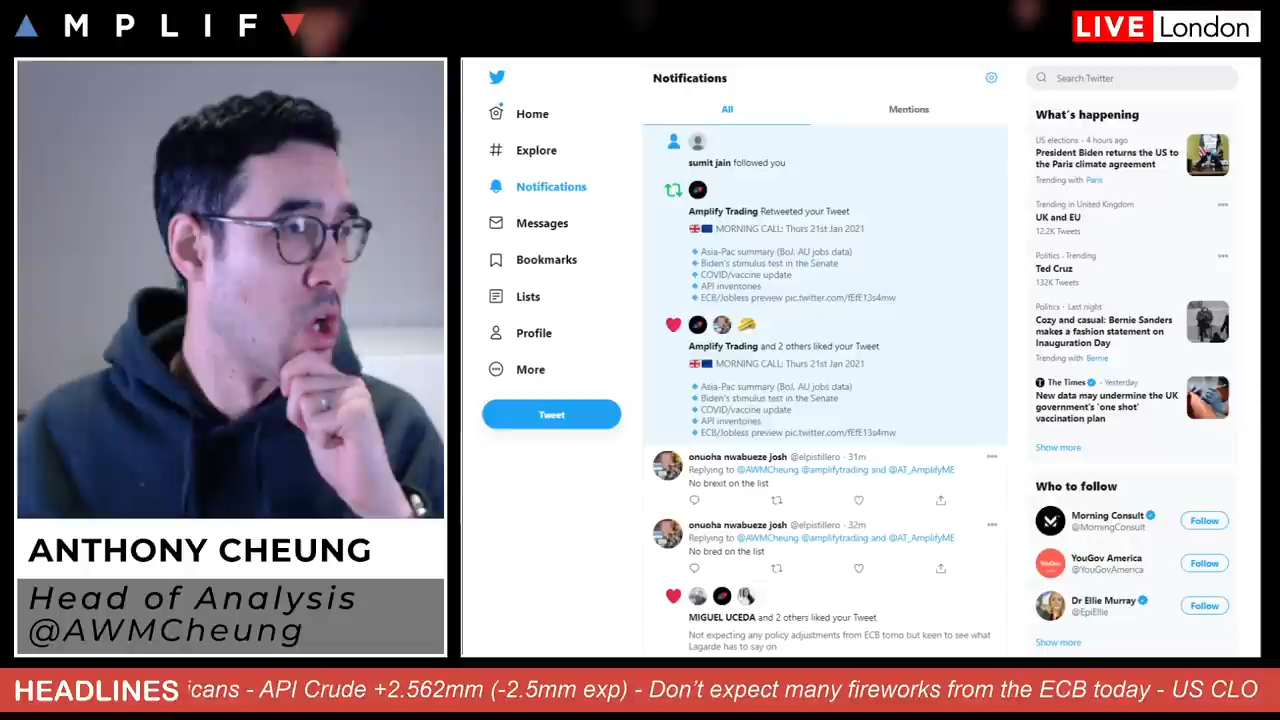 MPLIF
LIVE London
Notifications
Search Twitter
Home
Explore
Notifications
Messages
Bookmarks
Lists
Profile
More
Tweet
All
Mentions
sumit jain followed you
Amplify Trading Retweeted your Tweet
MORNING CALL: Thurs 21st Jan 2021
Asia-Pac summary (BoJ, AU jobs data)
Biden's stimulus test in the Senate
COVID/vaccine update
API inventories
ECB/Jobless preview pic.twitter.com/fEfE13s4mw
Amplify Trading and 2 others liked your Tweet
MORNING CALL: Thurs 21st Jan 2021
Asia-Pac summary (BoJ, AU jobs data)
Biden's stimulus test in the Senate
COVID/vaccine update
API inventories
ECB/Jobless preview pic.twitter.com/fEfE13s4mw
onuoha nwabueze josh @elpistillero · 31m
Replying to @AWMCheung @amplifytrading and @AT_AmplifyME
No brexit on the list
onuoha nwabueze josh @elpistillero · 32m
Replying to @AWMCheung @amplifytrading and @AT_AmplifyME
No bred on the list
MIGUEL UCEDA and 2 others liked your Tweet
Not expecting any policy adjustments from ECB tomo but keen to see what
Lagarde has to say on
What's happening
US elections · 4 hours ago
President Biden returns the US to
the Paris climate agreement
Trending with Paris
Trending in United Kingdom
UK and EU
12.2K Tweets
Politics · Trending
Ted Cruz
132K Tweets
Politics · Last night
Cozy and casual: Bernie Sanders
makes a fashion statement on
Inauguration Day
Trending with Bernie
The Times · Yesterday
New data may undermine the UK
government's 'one shot'
vaccination plan
Show more
Who to follow
Morning Consult
@MorningConsult
Follow
YouGov America
@YouGovAmerica
Follow
Dr Ellie Murray
@EpiEllie
Follow
Show more
ANTHONY CHEUNG
Head of Analysis
@AWMCheung
HEADLINES icans - API Crude +2.562mm (-2.5mm exp) - Don't expect many fireworks from the ECB today - US CLO